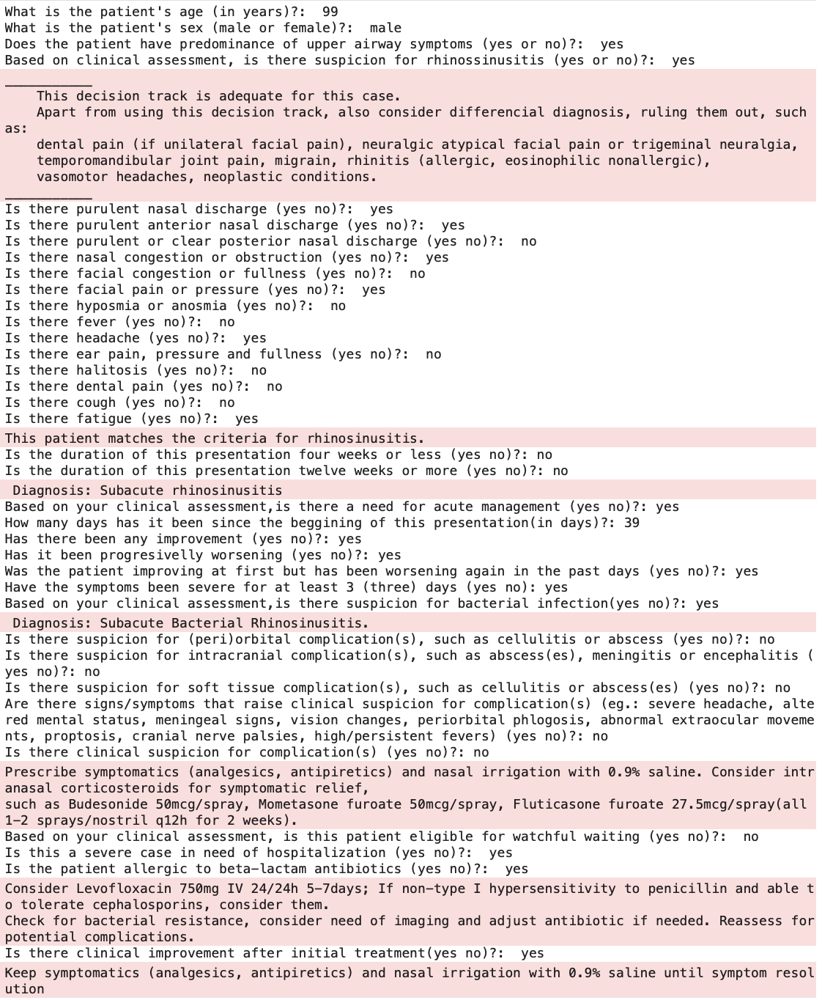 What is the patient's age (in years)?:  99
What is the patient's sex (male or female)?:  male
Does the patient have predominance of upper airway symptoms (yes or no)?:  yes
Based on clinical assessment, is there suspicion for rhinossinusitis (yes or no)?:  yes
___________
    This decision track is adequate for this case.
    Apart from using this decision track, also consider differencial diagnosis, ruling them out, such
as:
    dental pain (if unilateral facial pain), neuralgic atypical facial pain or trigeminal neuralgia,
    temporomandibular joint pain, migrain, rhinitis (allergic, eosinophilic nonallergic),
    vasomotor headaches, neoplastic conditions.
___________
Is there purulent nasal discharge (yes no)?:  yes
Is there purulent anterior nasal discharge (yes no)?:  yes
Is there purulent or clear posterior nasal discharge (yes no)?:  no
Is there nasal congestion or obstruction (yes no)?:  yes
Is there facial congestion or fullness (yes no)?:  no
Is there facial pain or pressure (yes no)?:  yes
Is there hyposmia or anosmia (yes no)?:  no
Is there fever (yes no)?:  no
Is there headache (yes no)?:  yes
Is there ear pain, pressure and fullness (yes no)?:  no
Is there halitosis (yes no)?:  no
Is there dental pain (yes no)?:  no
Is there cough (yes no)?:  no
Is there fatigue (yes no)?:  yes
This patient matches the criteria for rhinosinusitis.
Is the duration of this presentation four weeks or less (yes no)?: no
Is the duration of this presentation twelve weeks or more (yes no)?: no
 Diagnosis: Subacute rhinosinusitis
Based on your clinical assessment,is there a need for acute management (yes no)?: yes
How many days has it been since the beggining of this presentation(in days)?: 39
Has there been any improvement (yes no)?: yes
Has it been progresivelly worsening (yes no)?: yes
Was the patient improving at first but has been worsening again in the past days (yes no)?: yes
Have the symptoms been severe for at least 3 (three) days (yes no): yes
Based on your clinical assessment,is there suspicion for bacterial infection(yes no)?: yes
 Diagnosis: Subacute Bacterial Rhinosinusitis.
Is there suspicion for (peri)orbital complication(s), such as cellulitis or abscess (yes no)?: no
Is there suspicion for intracranial complication(s), such as abscess(es), meningitis or encephalitis (
yes no)?: no
Is there suspicion for soft tissue complication(s), such as cellulitis or abscess(es) (yes no)?: no
Are there signs/symptoms that raise clinical suspicion for complication(s) (eg.: severe headache, alte
red mental status, meningeal signs, vision changes, periorbital phlogosis, abnormal extraocular moveme
nts, proptosis, cranial nerve palsies, high/persistent fevers) (yes no)?: no
Is there clinical suspicion for complication(s) (yes no)?: no
Prescribe symptomatics (analgesics, antipiretics) and nasal irrigation with 0.9% saline. Consider intr
anasal corticosteroids for symptomatic relief,
such as Budesonide 50mcg/spray, Mometasone furoate 50mcg/spray, Fluticasone furoate 27.5mcg/spray(all
1-2 sprays/nostril q12h for 2 weeks).
Based on your clinical assessment, is this patient eligible for watchful waiting (yes no)?:  no
Is this a severe case in need of hospitalization (yes no)?:  yes
Is the patient allergic to beta-lactam antibiotics (yes no)?:  yes
Consider Levofloxacin 750mg IV 24/24h 5-7days; If non-type I hypersensitivity to penicillin and able t
o tolerate cephalosporins, consider them.
Check for bacterial resistance, consider need of imaging and adjust antibiotic if needed. Reassess for
potential complications.
Is there clinical improvement after initial treatment(yes no)?:  yes
Keep symptomatics (analgesics, antipiretics) and nasal irrigation with 0.9% saline until symptom resol
ution